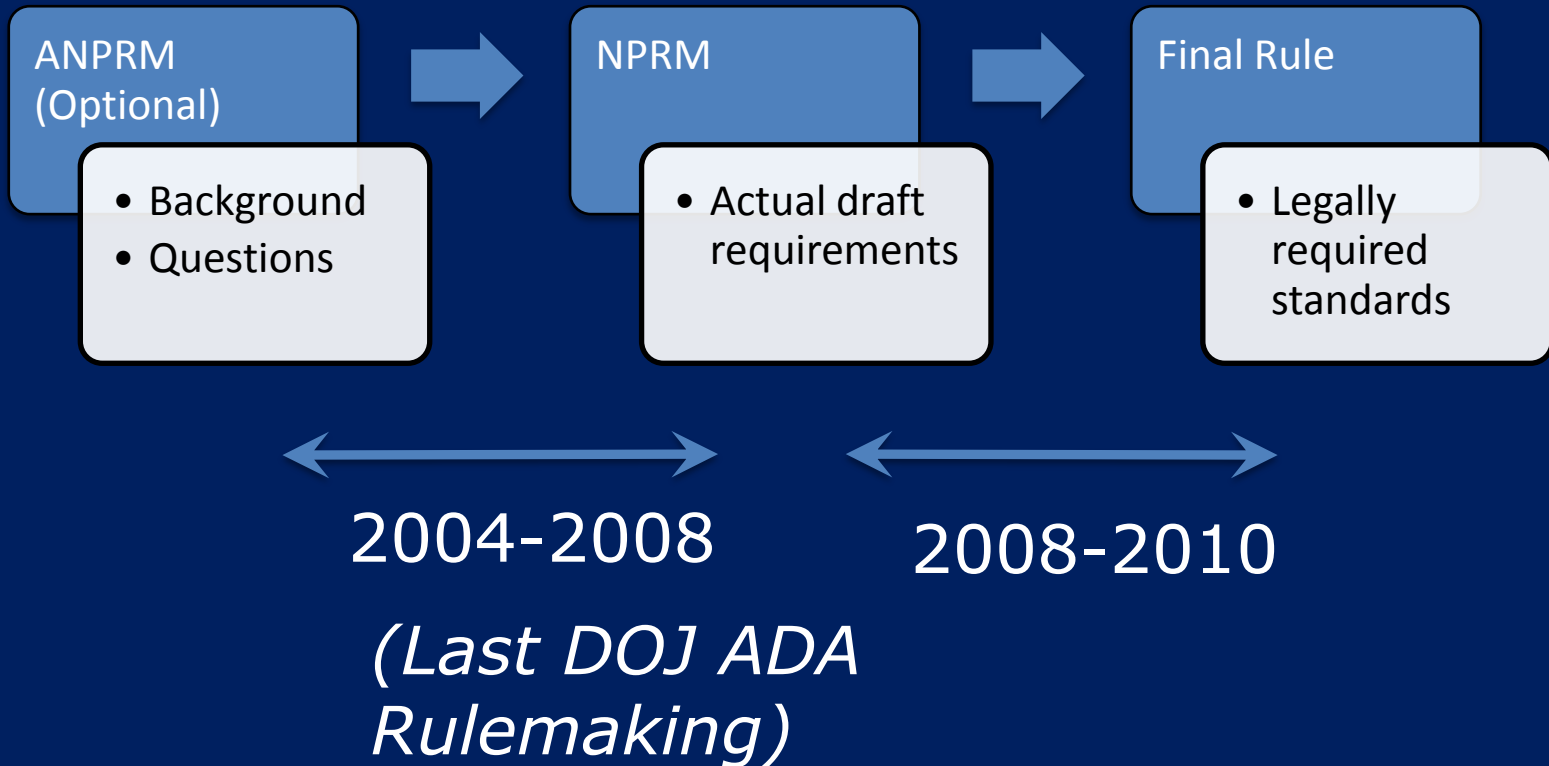 ANPRM
(Optional)
• Background
• Questions
NPRM
• Actual draft
requirements
Final Rule
• Legally
required
standards
2004-2008
2008-2010
(Last DOJ ADA
Rulemaking)